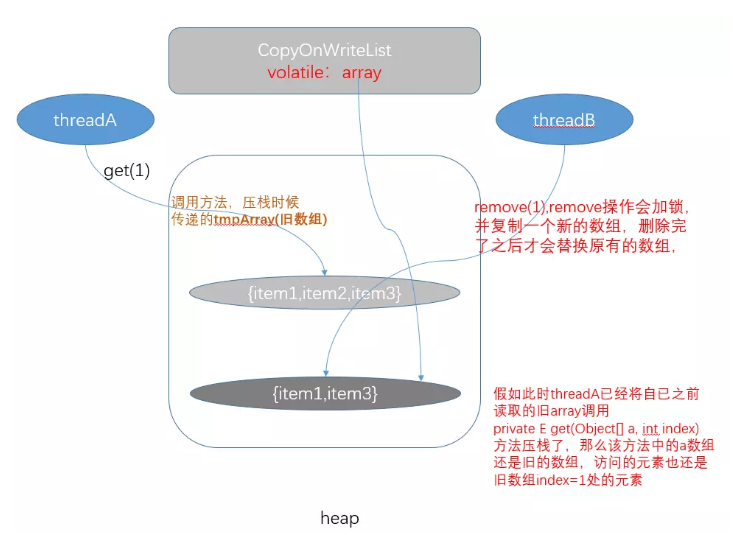 CopyOnWriteList
volatile：array
threadA
threadB
get(1)
调用方法，压栈时候
传递的tmpArray(旧数组)
remove(1),remove操作会加锁，
并复制一个新的数组，删除完
了之后才会替换原有的数组，
{item1,item2,item3}
{item1,item3}
假如此时threadA已经将自己之前
读取的旧array调用
private E get(Object[] a, int index)
方法压栈了，那么该方法中的a数组
还是旧的数组，访问的元素也还是
旧数组index=1处的元素
heap